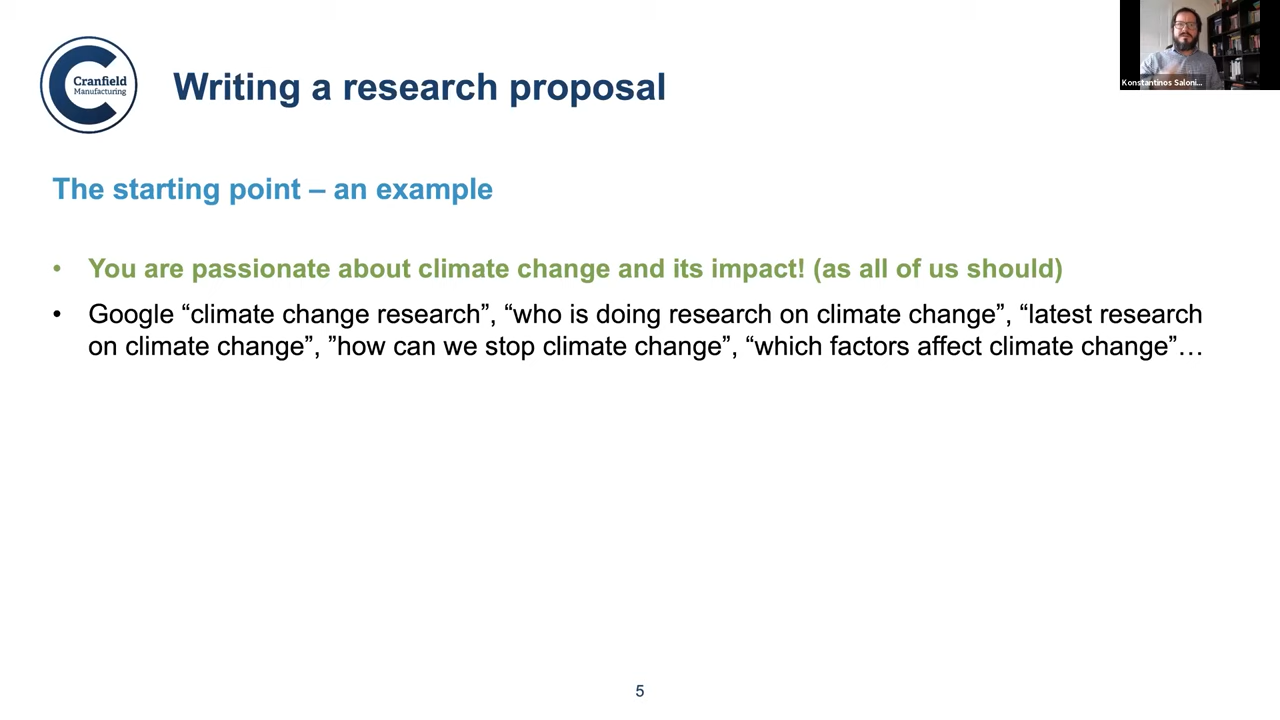 Cranfield
Manufacturing
Writing a research proposal
Konstantinos Saloni...
The starting point – an example
• You are passionate about climate change and its impact! (as all of us should)
• Google “climate change research”, “who is doing research on climate change”, “latest research
on climate change”, ”how can we stop climate change”, “which factors affect climate change”…
5